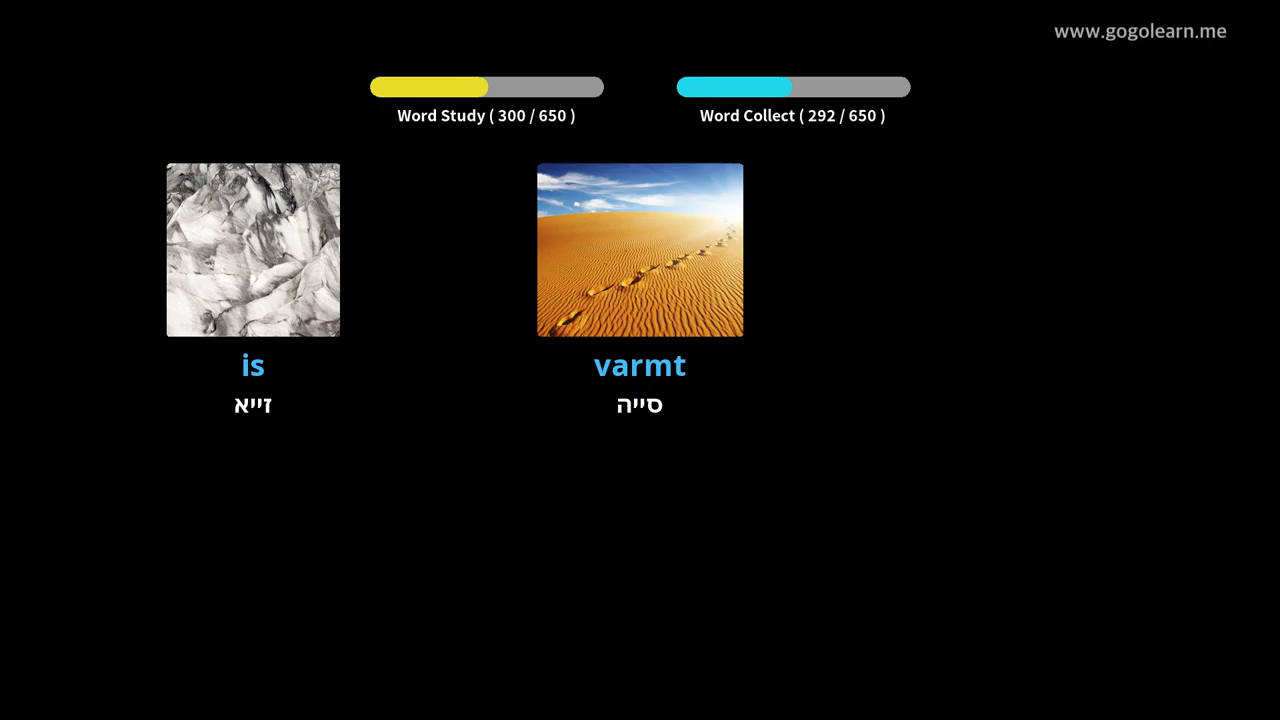 www.gogolearn.me
Word Study ( 300 / 650 )
Word Collect ( 292 / 650 )
is
זייא
varmt
סייה